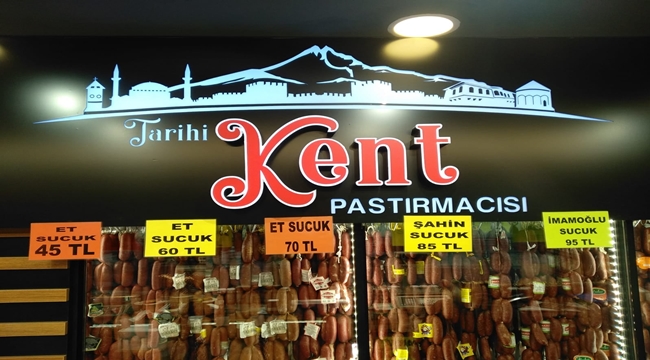 Tarihi
Kent
PASTIRMACISI
ET
SUCUK
45 TL
ET
SUCUK
60 TL
ET SUCUK
70 TL
ŞAHİN
SUCUK
85 TL
İMAMOĞLU
SUCUK
95 TL